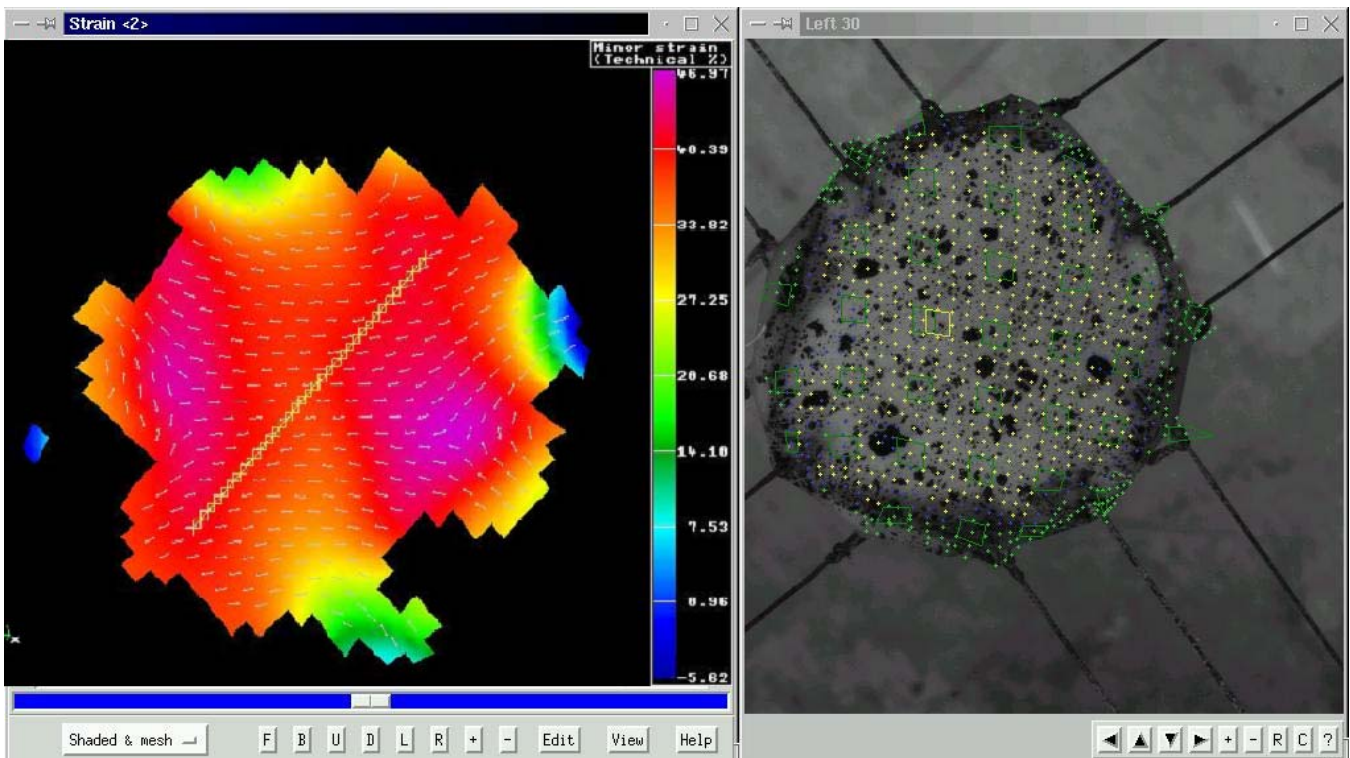 Strain <2>
Left 30
Minor strain
(Technical %)
46.97
40.39
33.82
27.25
20.68
14.10
7.53
0.96
-5.62
Shaded & mesh
F B U D L R + - Edit View Help
+ - R C ?